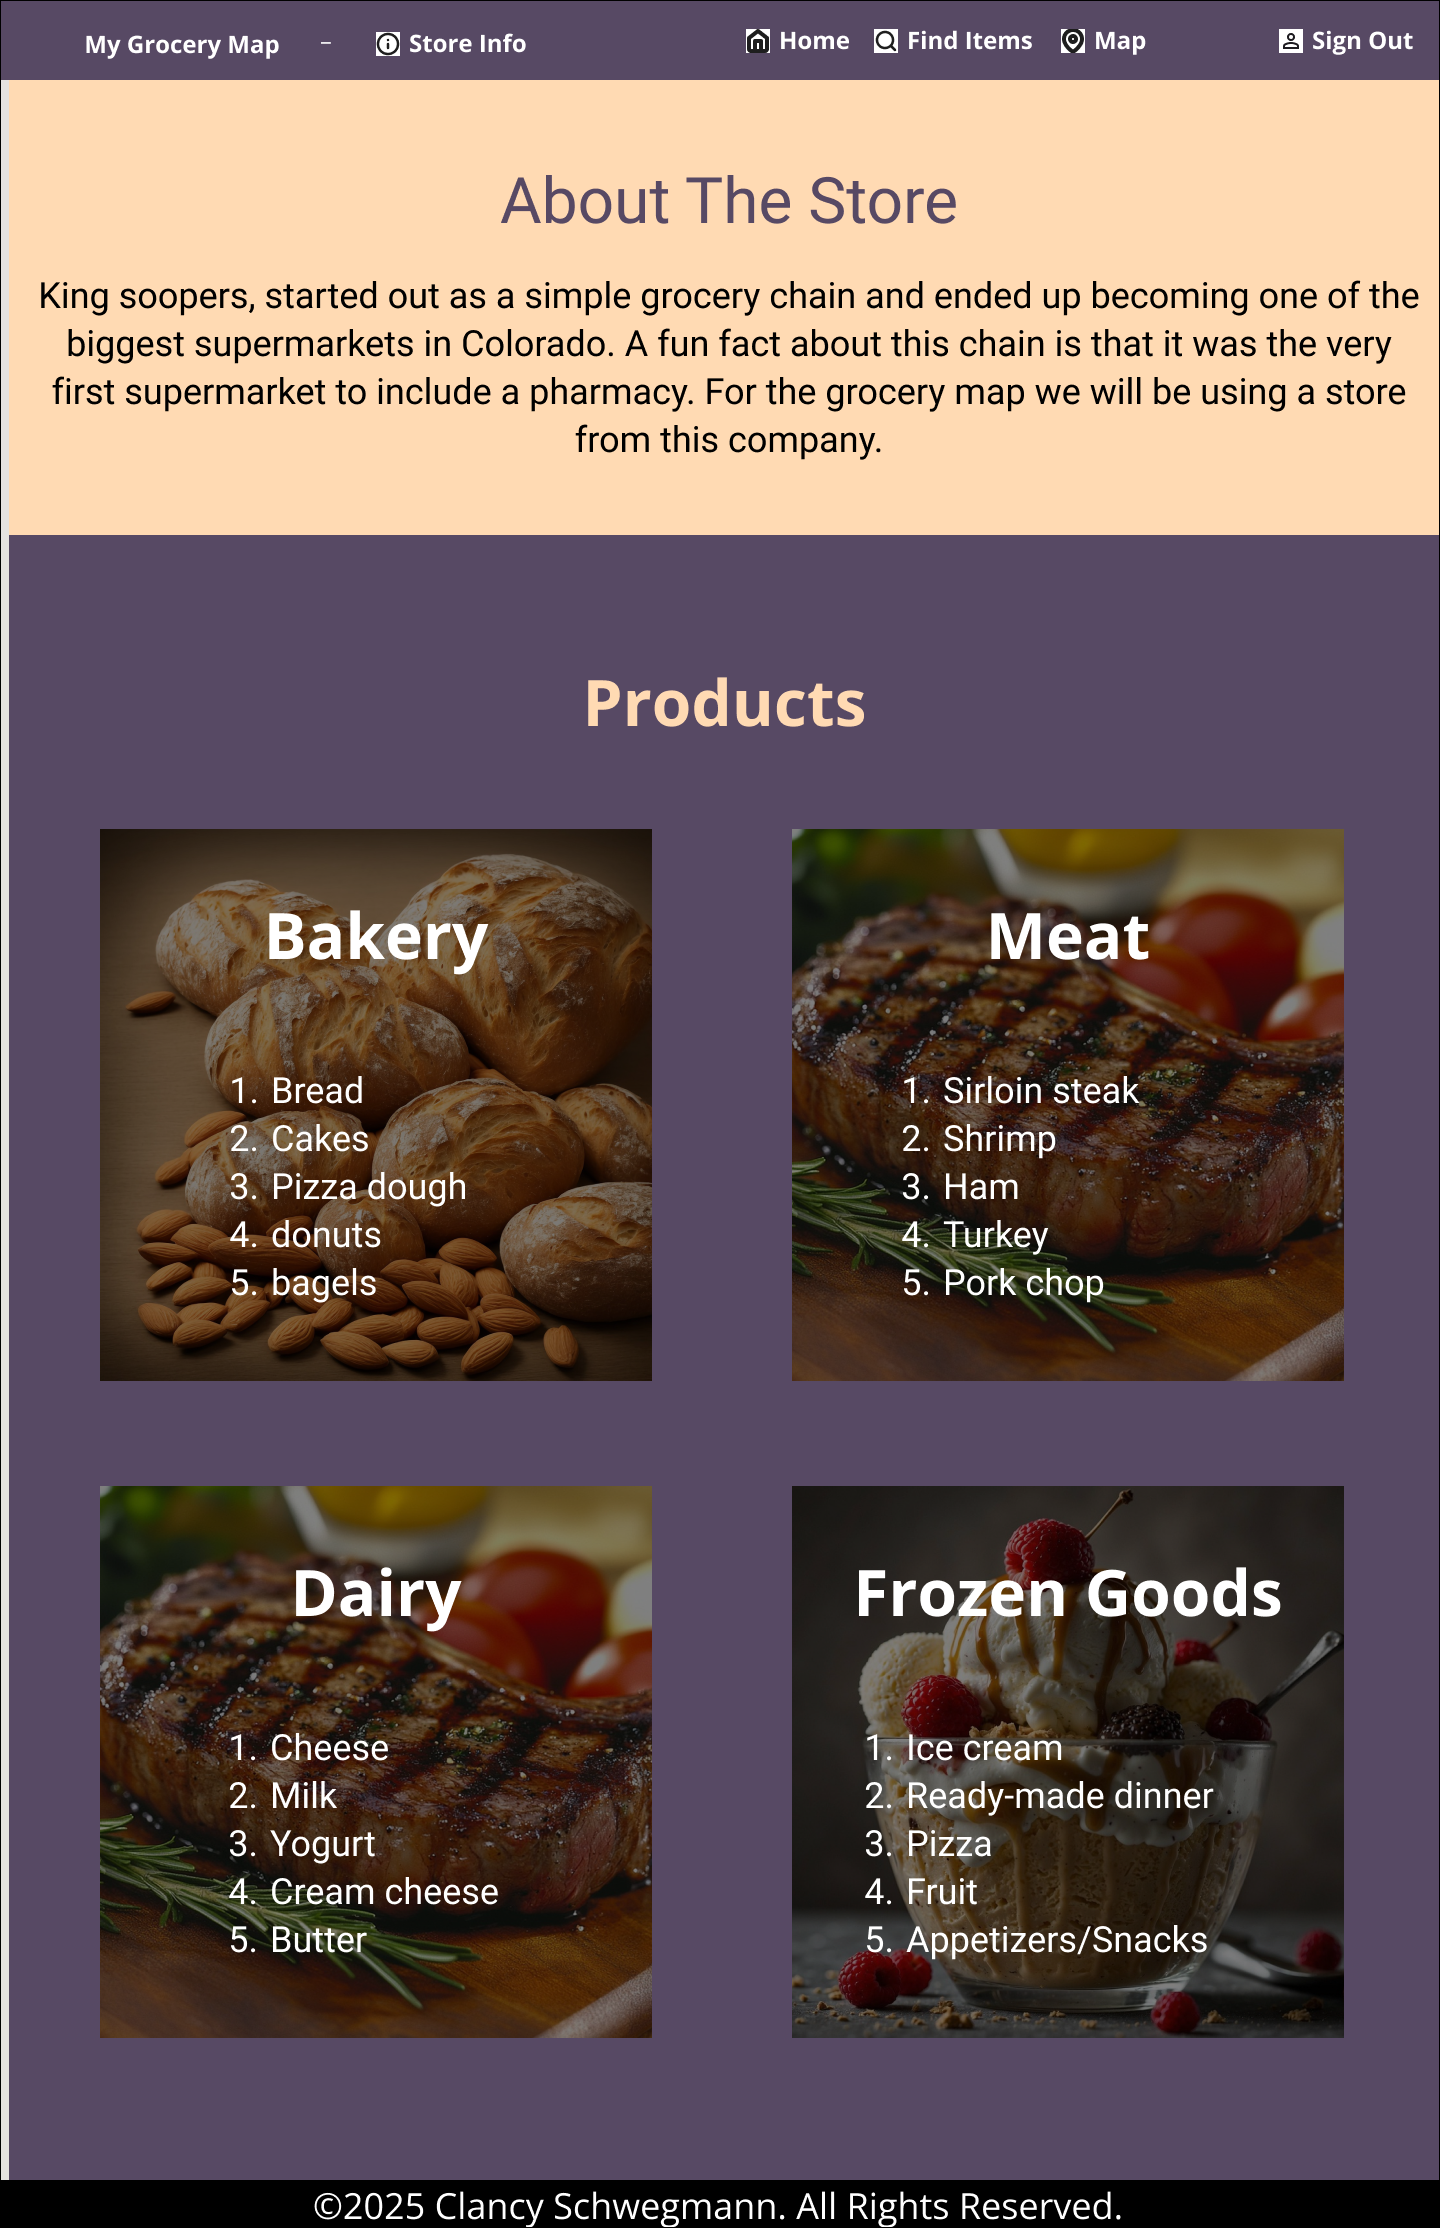 My Grocery Map – Store Info Home Find Items Map Sign Out
About The Store
King soopers, started out as a simple grocery chain and ended up becoming one of the
biggest supermarkets in Colorado. A fun fact about this chain is that it was the very
first supermarket to include a pharmacy. For the grocery map we will be using a store
from this company.
Products
Bakery
1. Bread
2. Cakes
3. Pizza dough
4. donuts
5. bagels
Meat
1. Sirloin steak
2. Shrimp
3. Ham
4. Turkey
5. Pork chop
Dairy
1. Cheese
2. Milk
3. Yogurt
4. Cream cheese
5. Butter
Frozen Goods
1. Ice cream
2. Ready-made dinner
3. Pizza
4. Fruit
5. Appetizers/Snacks
©2025 Clancy Schwegmann. All Rights Reserved.